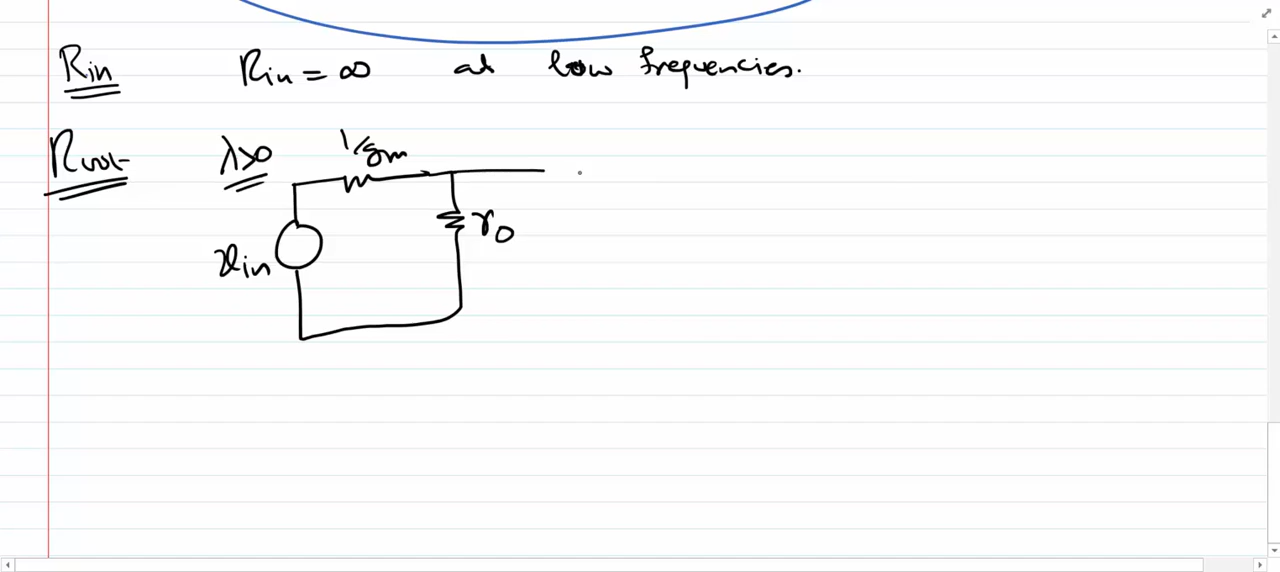 Rin Rin = ∞ at low frequencies.
Rout λ>0 1/gm
vin ro